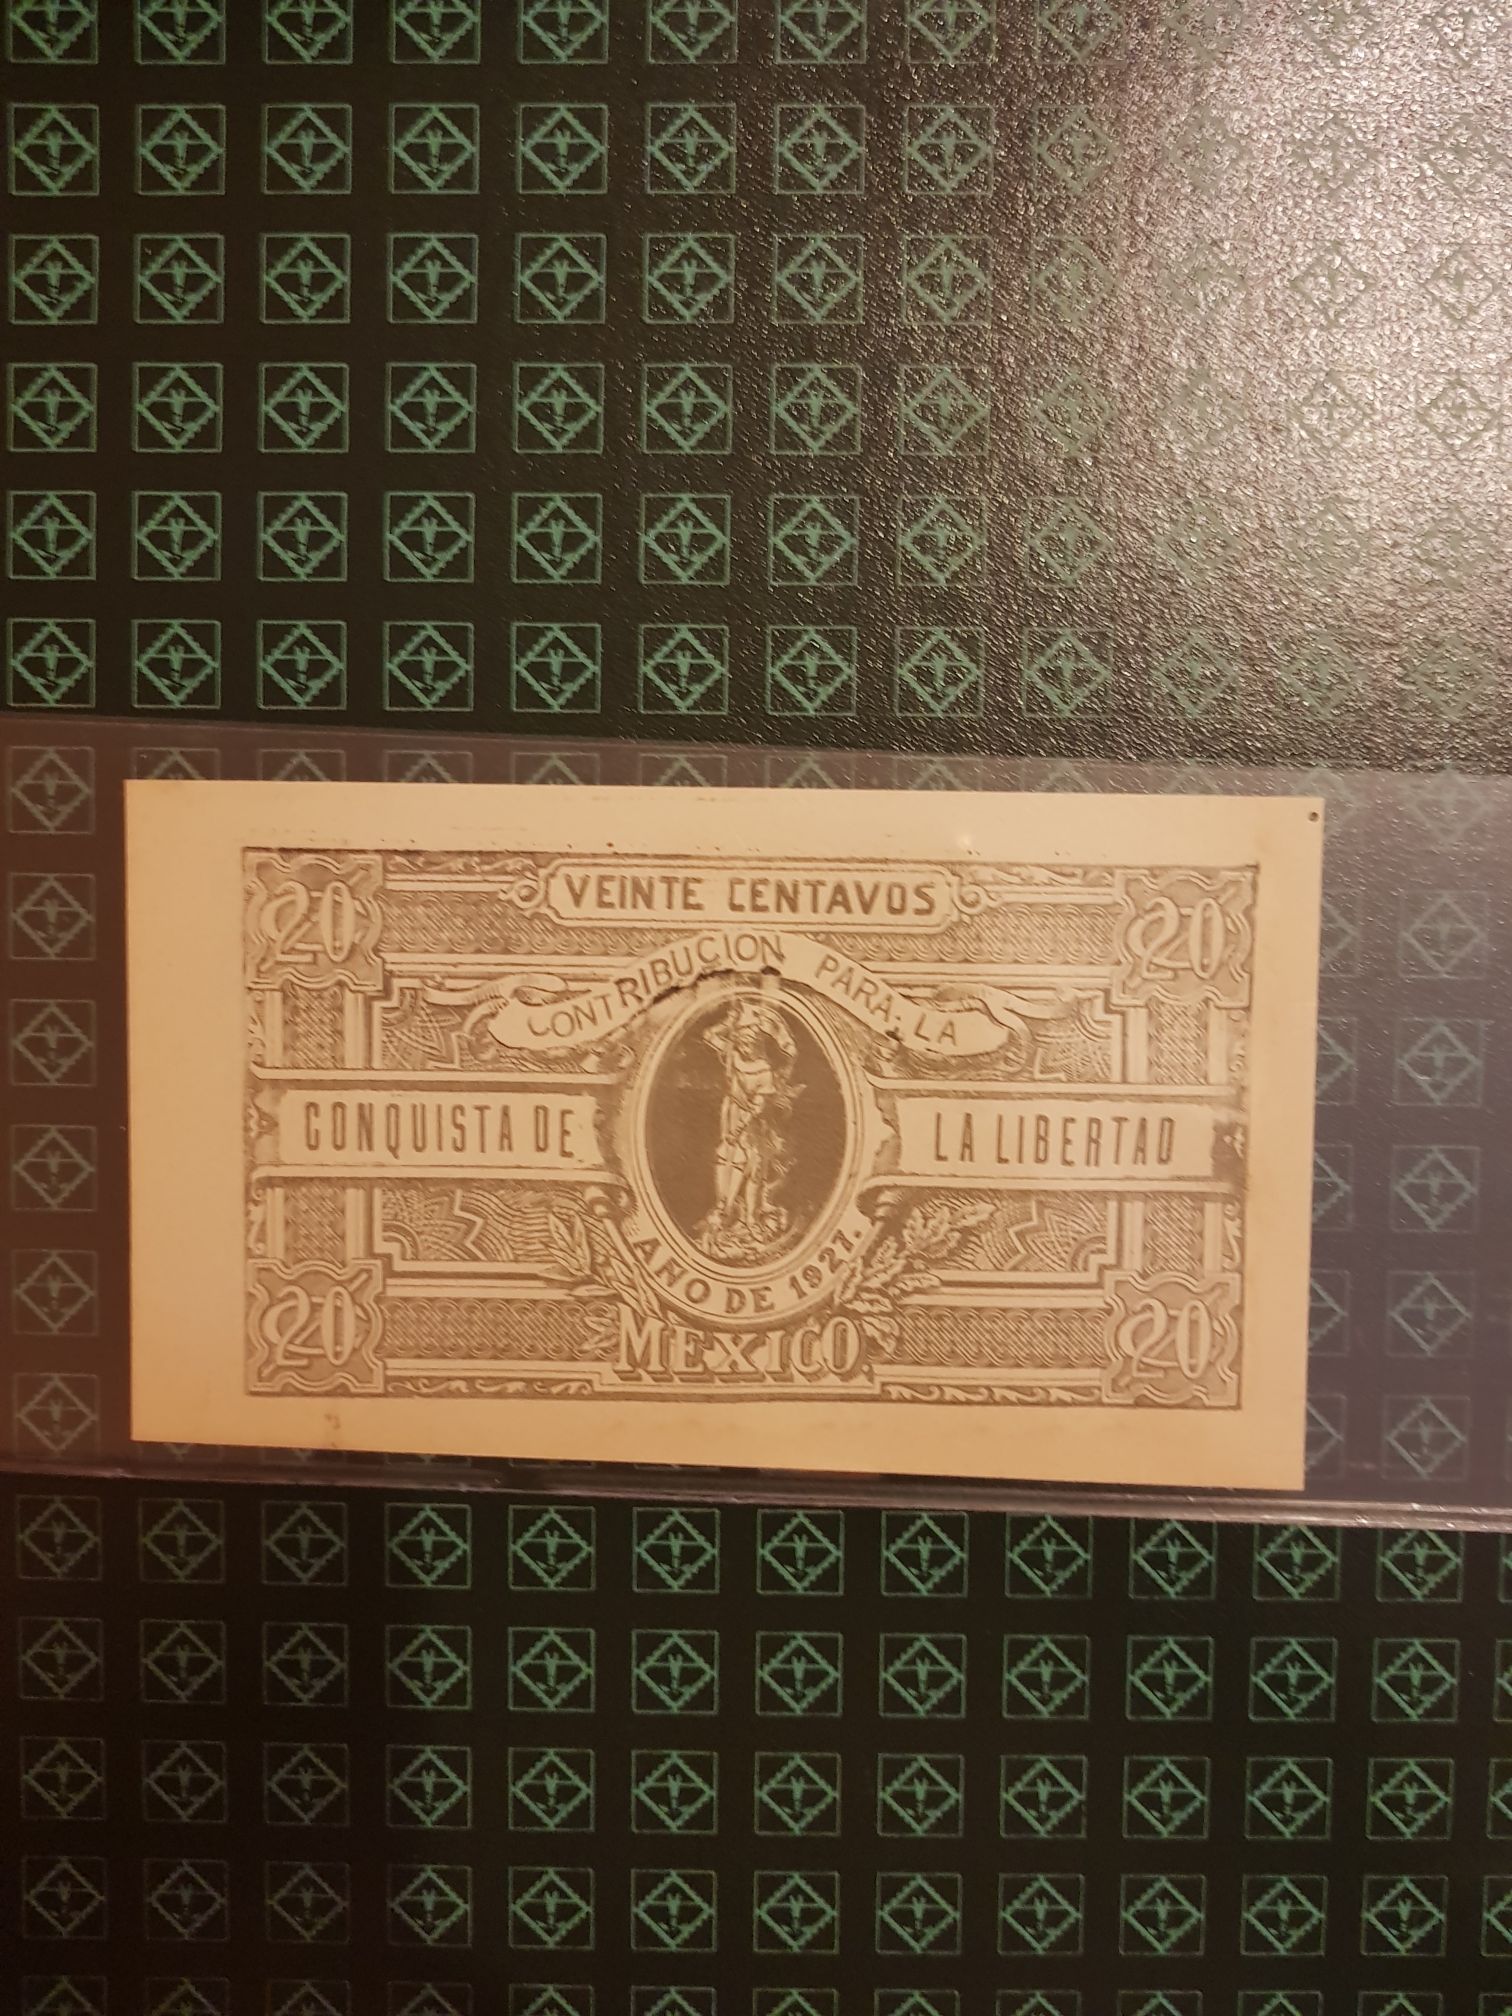 20 VEINTE CENTAVOS 20
CONTRIBUCION PARA LA
CONQUISTA DE LA LIBERTAD
AÑO DE 1927.
20 MEXICO. 20